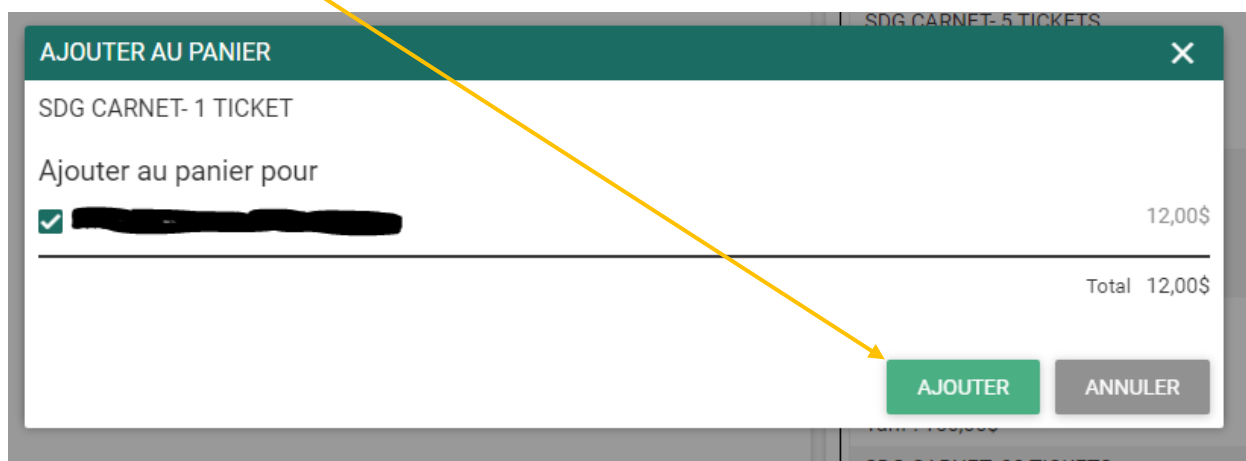 SDG CARNET- 5 TICKETS
AJOUTER AU PANIER
SDG CARNET- 1 TICKET
Ajouter au panier pour
12,00$
Total 12,00$
AJOUTER
ANNULER